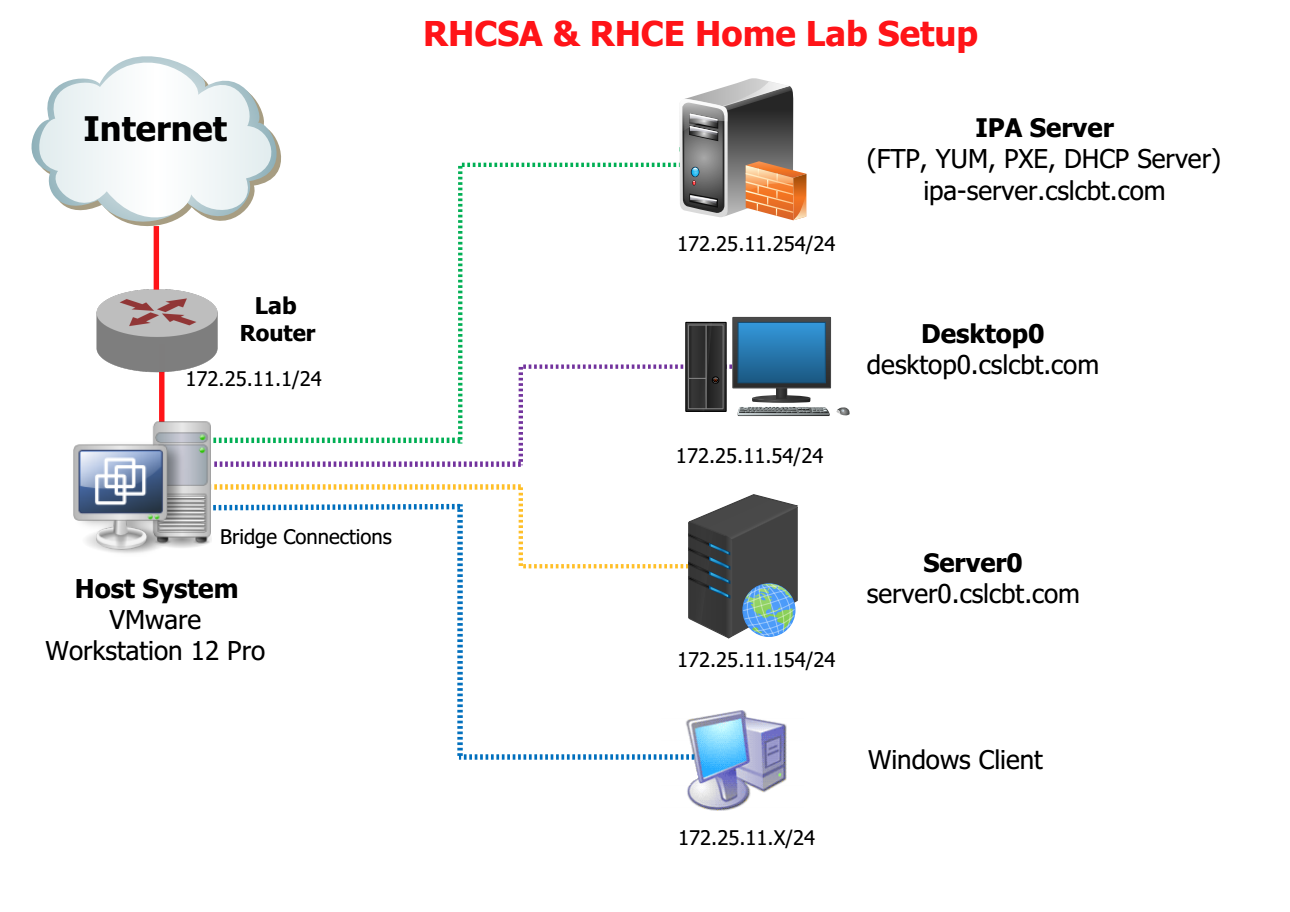 RHCSA & RHCE Home Lab Setup
Internet
IPA Server
(FTP, YUM, PXE, DHCP Server)
ipa-server.cslcbt.com
172.25.11.254/24
Lab
Router
172.25.11.1/24
Desktop0
desktop0.cslcbt.com
172.25.11.54/24
Bridge Connections
Host System
VMware
Workstation 12 Pro
Server0
server0.cslcbt.com
172.25.11.154/24
Windows Client
172.25.11.X/24